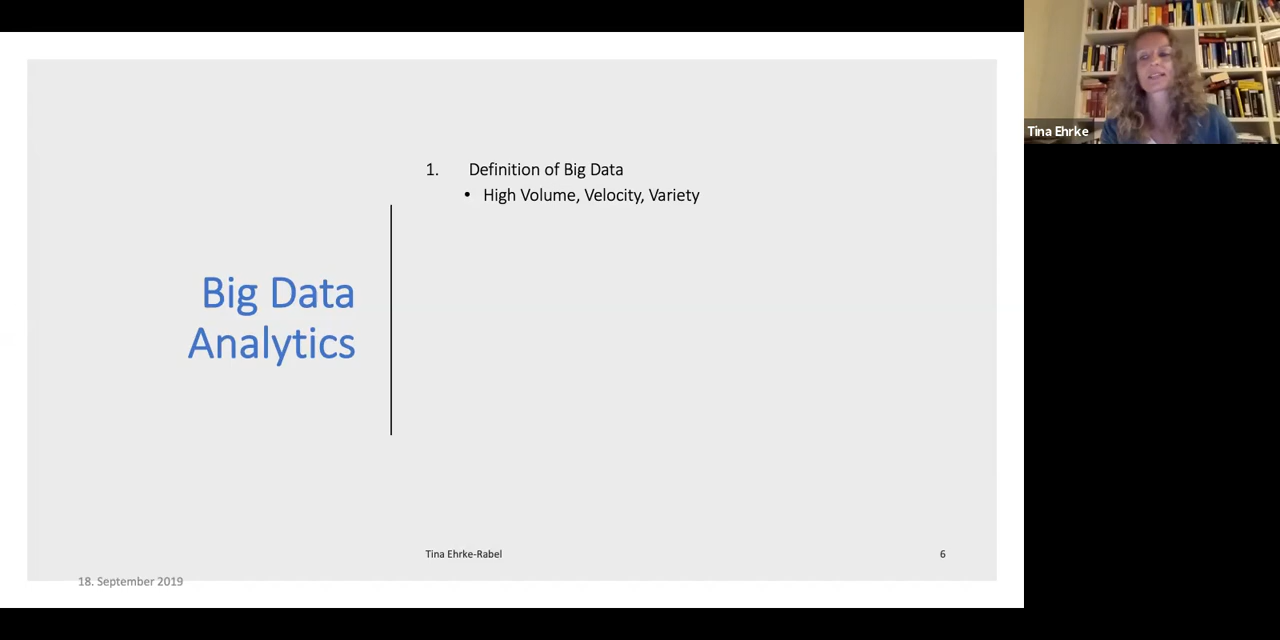 Tina Ehrke
1. Definition of Big Data
• High Volume, Velocity, Variety
Big Data
Analytics
Tina Ehrke-Rabel
6
18. September 2019